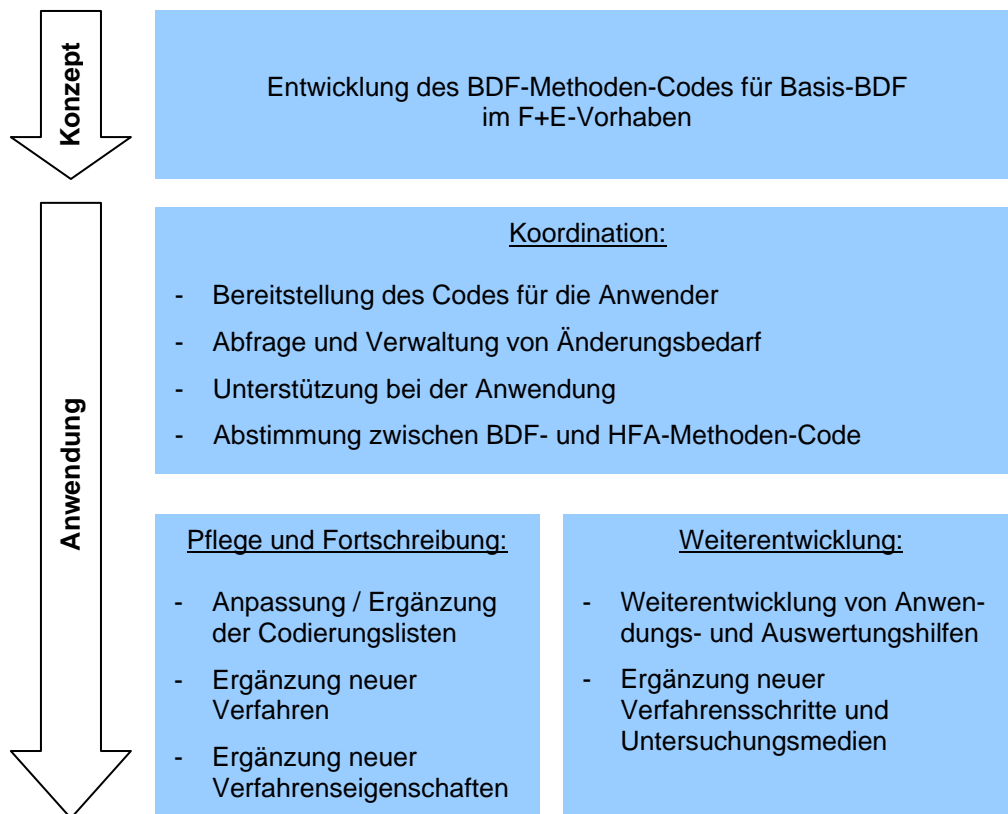 Konzept
Entwicklung des BDF-Methoden-Codes für Basis-BDF
im F+E-Vorhaben
Anwendung
Koordination:
- Bereitstellung des Codes für die Anwender
- Abfrage und Verwaltung von Änderungsbedarf
- Unterstützung bei der Anwendung
- Abstimmung zwischen BDF- und HFA-Methoden-Code
Pflege und Fortschreibung:
- Anpassung / Ergänzung
der Codierungslisten
- Ergänzung neuer
Verfahren
- Ergänzung neuer
Verfahrenseigenschaften
Weiterentwicklung:
- Weiterentwicklung von Anwen-
dungs- und Auswertungshilfen
- Ergänzung neuer
Verfahrensschritte und
Untersuchungsmedien